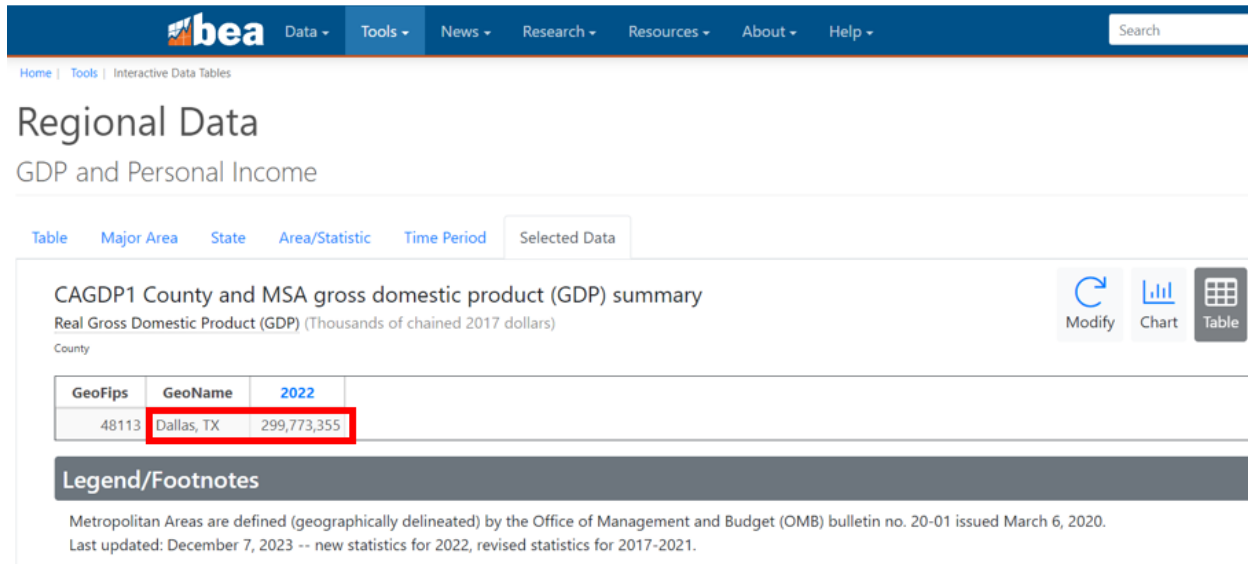 bea Data Tools News Research Resources About Help Search
Home | Tools | Interactive Data Tables
Regional Data
GDP and Personal Income
Table Major Area State Area/Statistic Time Period Selected Data
CAGDP1 County and MSA gross domestic product (GDP) summary
Real Gross Domestic Product (GDP) (Thousands of chained 2017 dollars)
County
Modify Chart Table
GeoFips GeoName 2022
48113 Dallas, TX 299,773,355
Legend/Footnotes
Metropolitan Areas are defined (geographically delineated) by the Office of Management and Budget (OMB) bulletin no. 20-01 issued March 6, 2020.
Last updated: December 7, 2023 -- new statistics for 2022, revised statistics for 2017-2021.